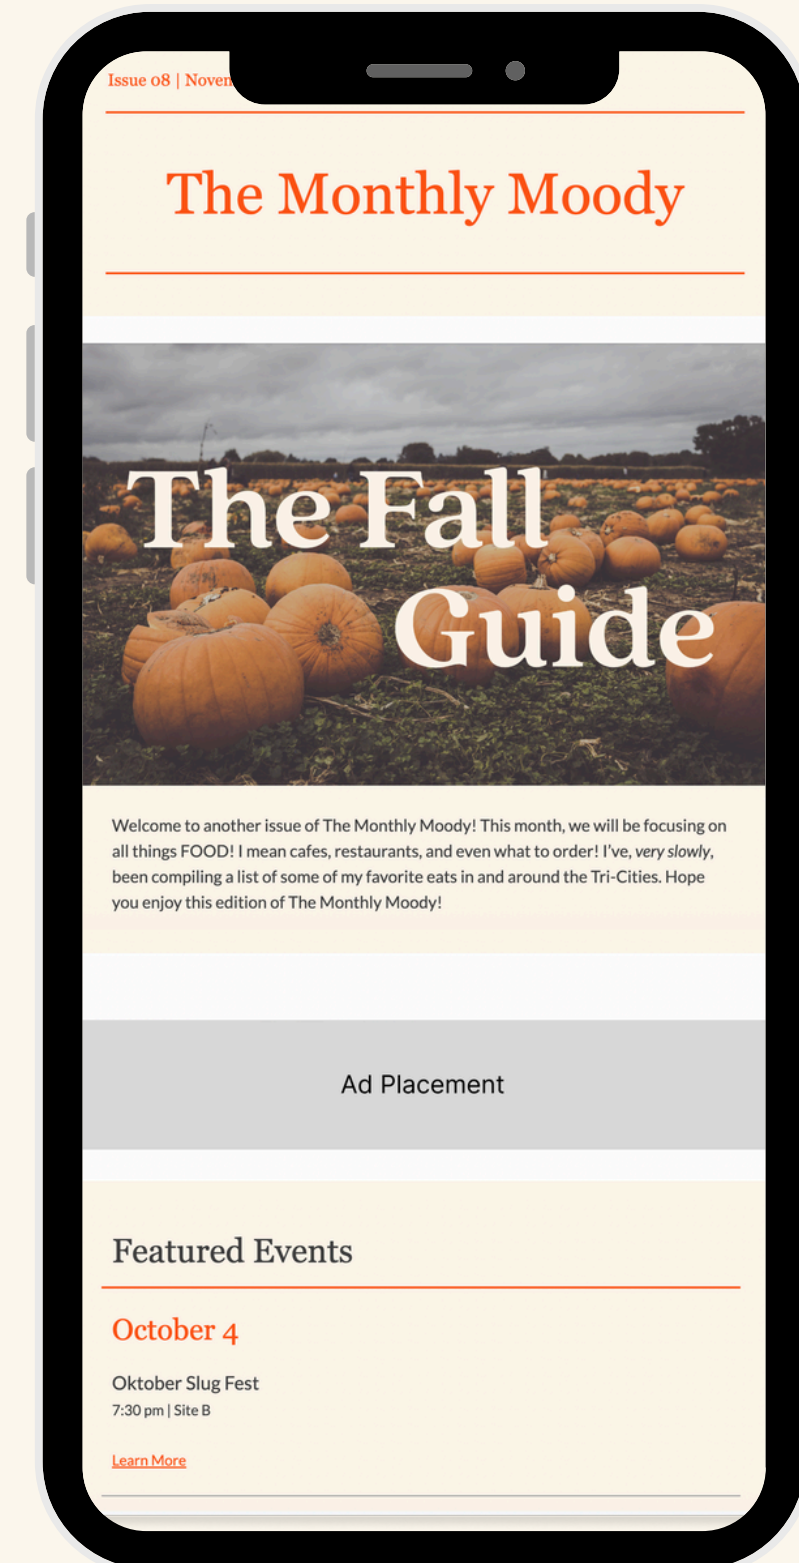 Issue 08 |
The Monthly Moody
The Fall
Guide
Welcome to another issue of The Monthly Moody! This month, we will be focusing on
all things FOOD! I mean cafes, restaurants, and even what to order! I've, very slowly,
been compiling a list of some of my favorite eats in and around the Tri-Cities. Hope
you enjoy this edition of The Monthly Moody!
Ad Placement
Featured Events
October 4
Oktober Slug Fest
7:30 pm | Site B
Learn More